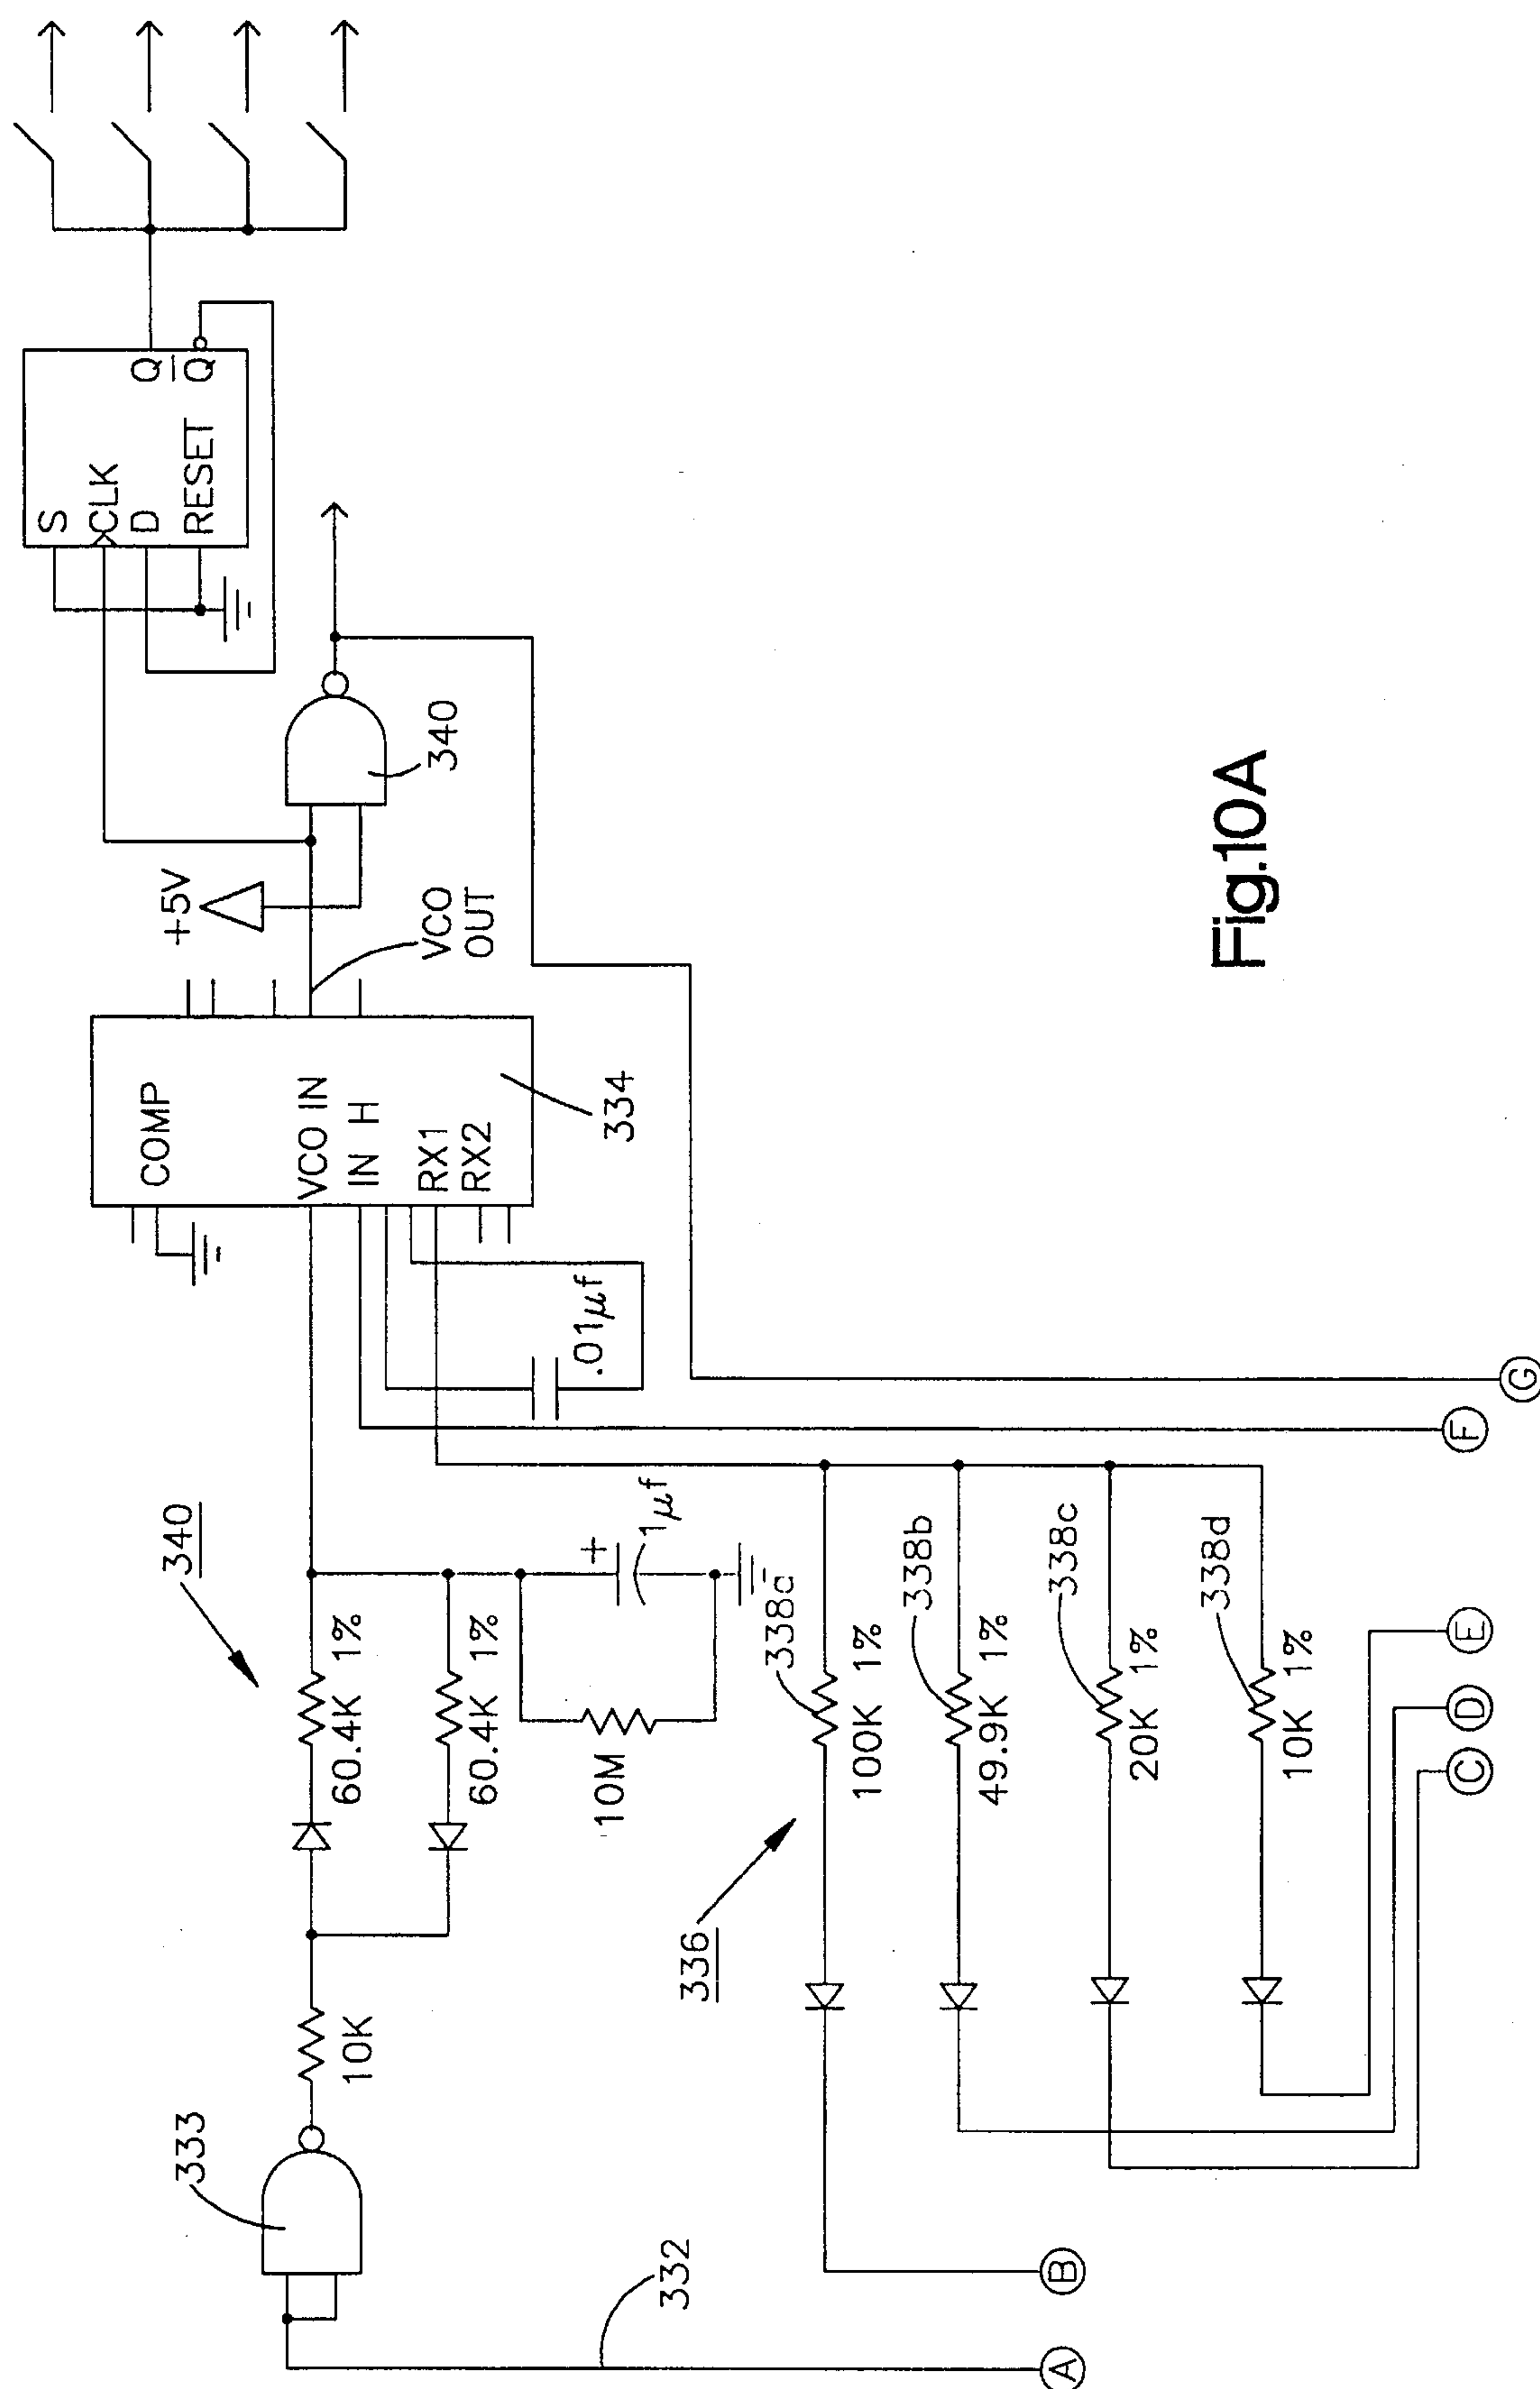 S
CLK
D
RESET
Q
Q
+5V
340
VCO
OUT
COMP
VCO IN
IN H
RX1
RX2
334
.01µf
340
60.4K 1%
60.4K 1%
+
1µf
10M
10K
333
332
336
338a
100K 1%
338b
49.9K 1%
338c
20K 1%
338d
10K 1%
A
B
C
D
E
F
G
Fig.10A